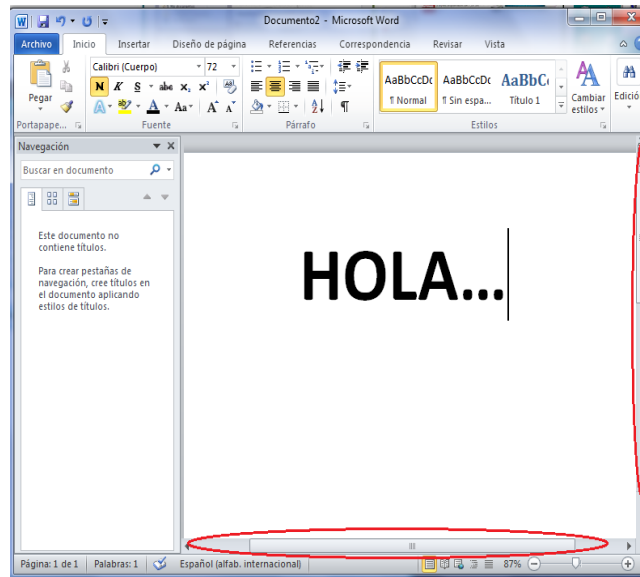 Documento2 - Microsoft Word
Archivo Inicio Insertar Diseño de página Referencias Correspondencia Revisar Vista
Calibri (Cuerpo) 72
Pegar
N K S abc x₂ x²
A ab A Aa A A
AaBbCcDc AaBbCcDc AaBbC
¶ Normal ¶ Sin espa... Título 1
Cambiar estilos
Edició
Portapape... Fuente Párrafo Estilos
Navegación
Buscar en documento
Este documento no
contiene títulos.
Para crear pestañas de
navegación, cree títulos en
el documento aplicando
estilos de títulos.
HOLA...
Página: 1 de 1 Palabras: 1 Español (alfab. internacional) 87%